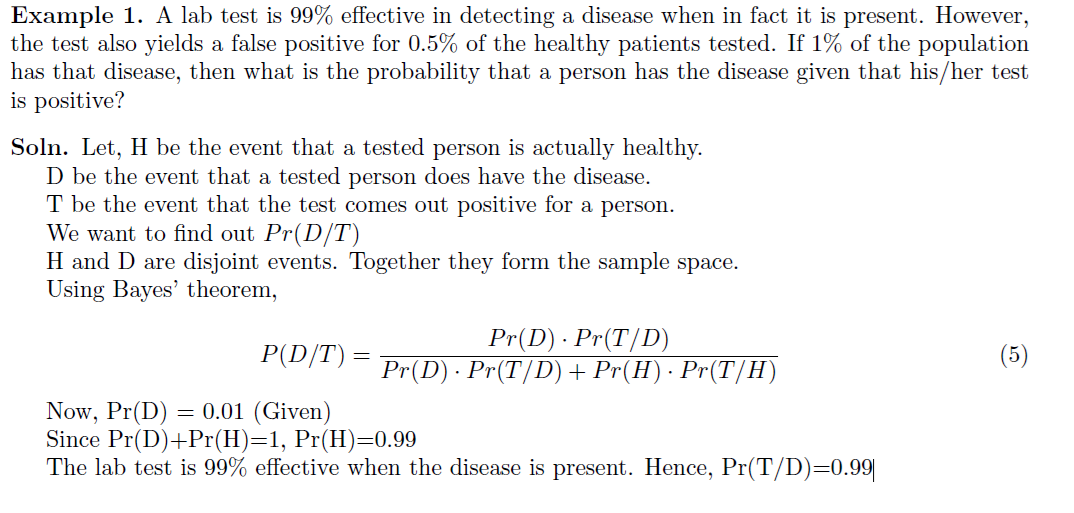 Example 1. A lab test is 99% effective in detecting a disease when in fact it is present. However,
the test also yields a false positive for 0.5% of the healthy patients tested. If 1% of the population
has that disease, then what is the probability that a person has the disease given that his/her test
is positive?
Soln. Let, H be the event that a tested person is actually healthy.
D be the event that a tested person does have the disease.
T be the event that the test comes out positive for a person.
We want to find out Pr(D/T)
H and D are disjoint events. Together they form the sample space.
Using Bayes' theorem,
P(D/T) = \frac{Pr(D) · Pr(T/D)}{Pr(D) · Pr(T/D) + Pr(H) · Pr(T/H)} (5)
Now, Pr(D) = 0.01 (Given)
Since Pr(D)+Pr(H)=1, Pr(H)=0.99
The lab test is 99% effective when the disease is present. Hence, Pr(T/D)=0.99